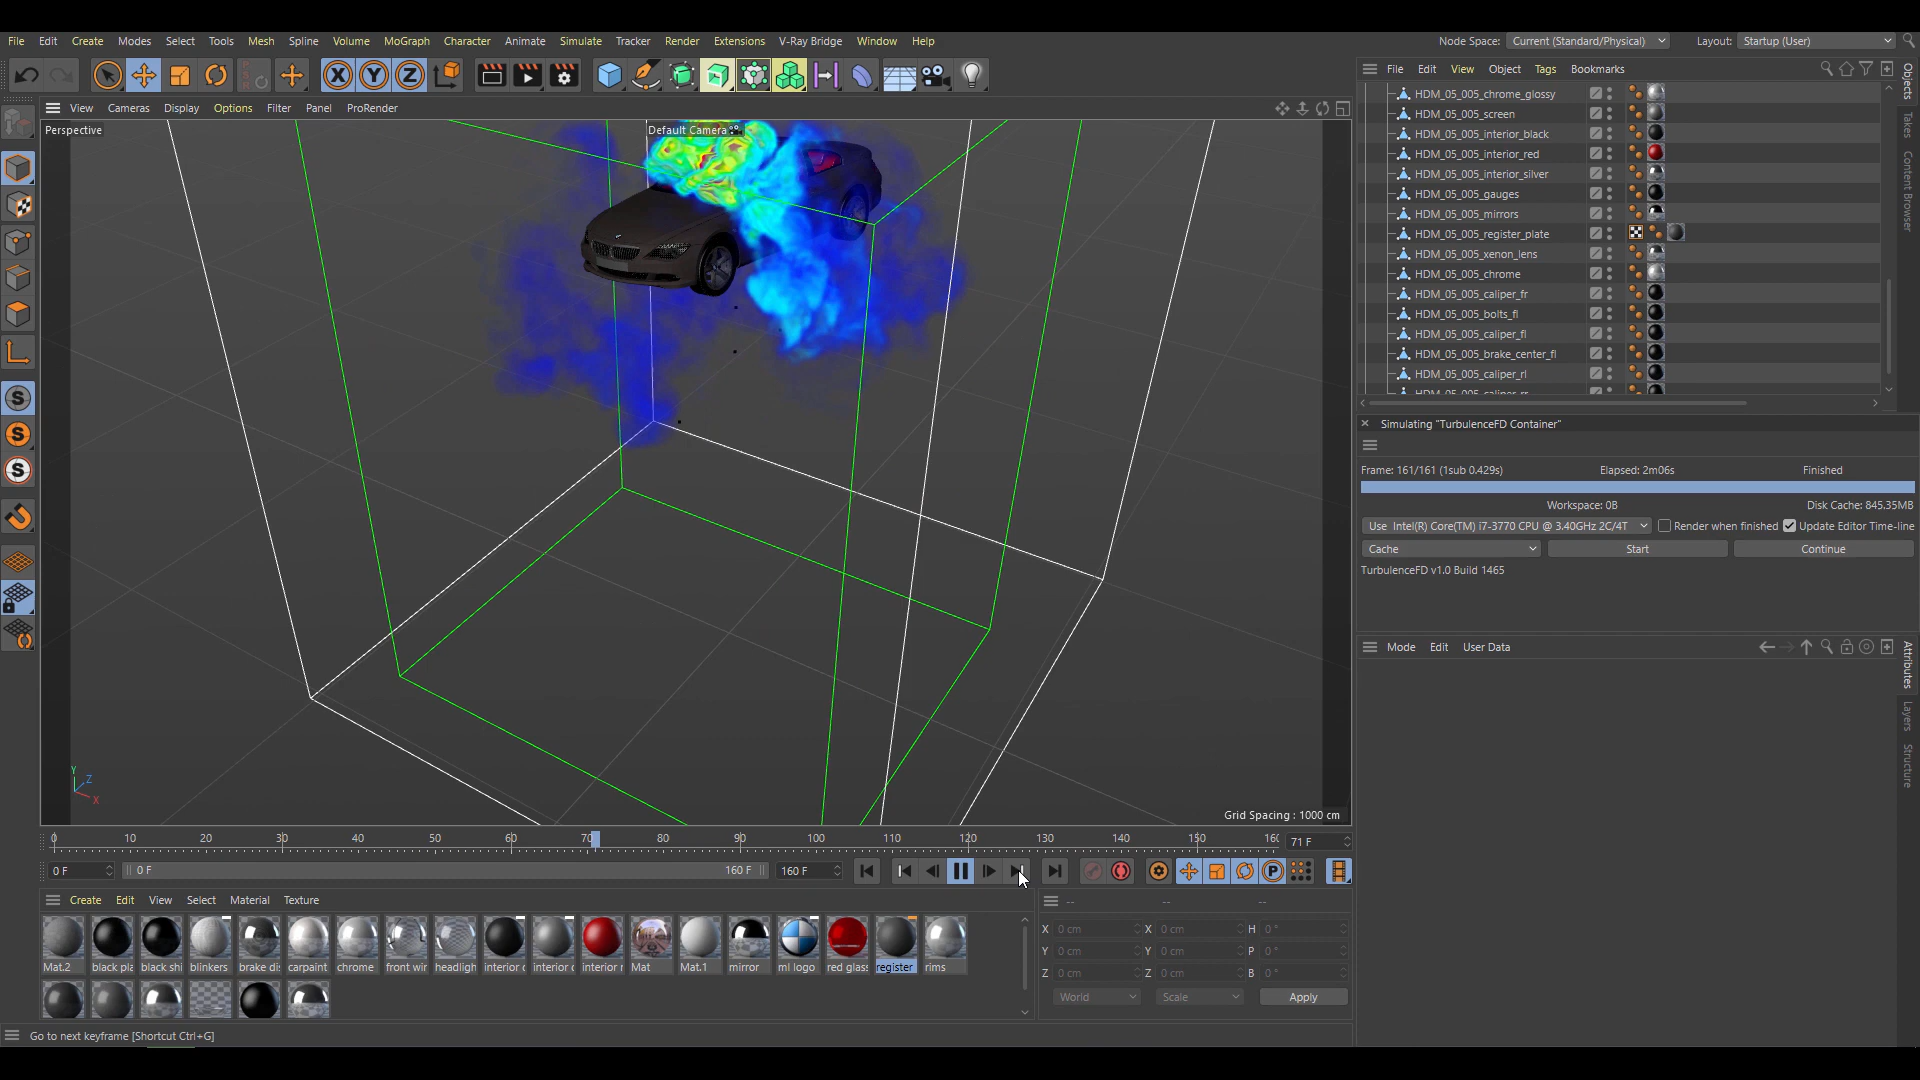 File Edit Create Modes Select Tools Mesh Spline Volume MoGraph Character Animate Simulate Tracker Render Extensions V-Ray Bridge Window Help
Node Space: Current (Standard/Physical) Layout: Startup (User)
File Edit View Object Tags Bookmarks
View Cameras Display Options Filter Panel ProRender
Perspective
Default Camera
HDM_05_005_chrome_glossy
HDM_05_005_screen
HDM_05_005_interior_black
HDM_05_005_interior_red
HDM_05_005_interior_silver
HDM_05_005_gauges
HDM_05_005_mirrors
HDM_05_005_register_plate
HDM_05_005_xenon_lens
HDM_05_005_chrome
HDM_05_005_caliper_fr
HDM_05_005_bolts_fl
HDM_05_005_caliper_fl
HDM_05_005_brake_center_fl
HDM_05_005_caliper_rl
Objects
Takes
Content Browser
Simulating "TurbulenceFD Container"
Frame: 161/161 (1sub 0.429s) Elapsed: 2m06s Finished
Workspace: 0B Disk Cache: 845.35MB
Use Intel(R) Core(TM) i7-3770 CPU @ 3.40GHz 2C/4T Render when finished Update Editor Time-line
Cache Start Continue
TurbulenceFD v1.0 Build 1465
Mode Edit User Data
Attributes
Layers
Structure
Y Z X
Grid Spacing : 1000 cm
0 10 20 30 40 50 60 70 80 90 100 110 120 130 140 150 71 F
0 F 0 F 160 F 160 F
Create Edit View Select Material Texture
-- -- --
Mat.2 black pla black shi blinkers brake di carpaint chrome front wir headligh interior interior interior r Mat Mat.1 mirror ml logo red glas register rims
X 0 cm X 0 cm H 0 °
Y 0 cm Y 0 cm P 0 °
Z 0 cm Z 0 cm B 0 °
World Scale Apply
Go to next keyframe [Shortcut Ctrl+G]